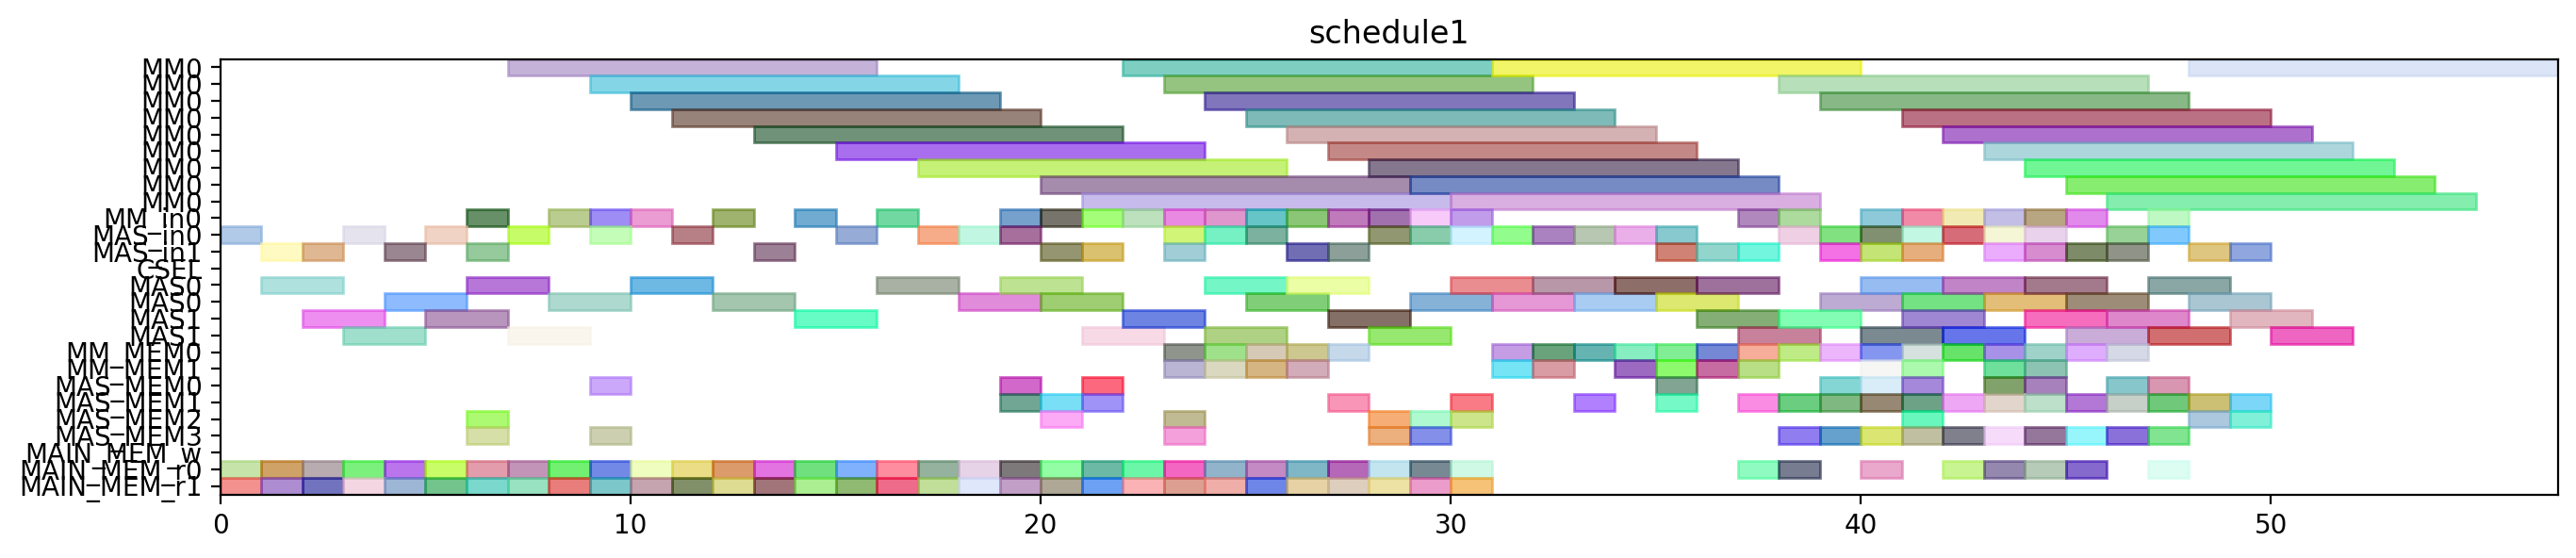 schedule1
MM0
MM0
MM0
MM0
MM0
MM0
MM0
MM0
MM0
MM_in0
MAS_in0
MAS_in1
CSEL
MAS0
MAS0
MAS1
MAS1
MM_MEM0
MM_MEM1
MAS_MEM0
MAS_MEM1
MAS_MEM2
MAS_MEM3
MAIN_MEM_w
MAIN_MEM_r0
MAIN_MEM_r1
0 10 20 30 40 50